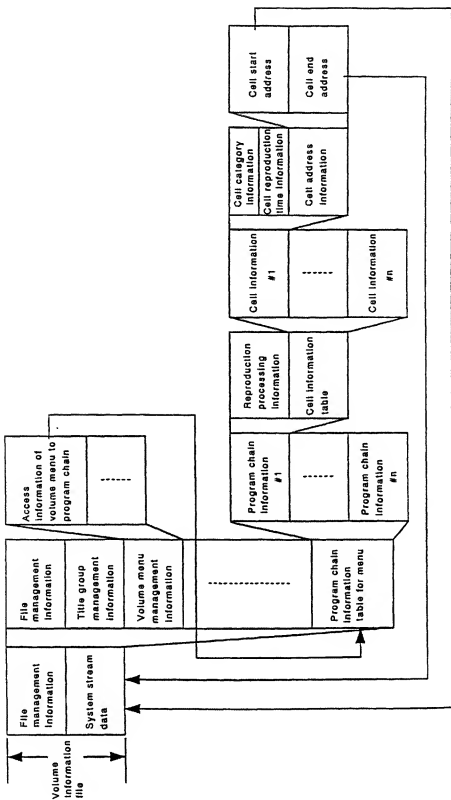 Volume
Information
file
File
management
Information
System stream
data
File
management
Information
Title group
management
Information
Volume menu
management
Information
Program chain
Information
table for menu
Access
information of
volume menu to
program chain
Program chain
Information
#1
Program chain
Information
#n
Reproduction
processing
Information
Cell information
table
Cell Information
#1
Cell Information
#n
Cell category
Information
Cell reproduction
time Information
Cell address
Information
Cell start
address
Cell end
address